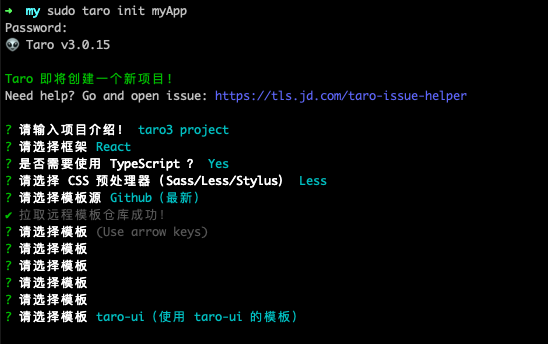 ➜ my sudo taro init myApp
Password:
👽 Taro v3.0.15
Taro 即将创建一个新项目!
Need help? Go and open issue: https://tls.jd.com/taro-issue-helper
? 请输入项目介绍! taro3 project
? 请选择框架 React
? 是否需要使用 TypeScript ? Yes
? 请选择 CSS 预处理器 (Sass/Less/Stylus) Less
? 请选择模板源 Github (最新)
✔ 拉取远程模板仓库成功!
? 请选择模板 (Use arrow keys)
? 请选择模板
? 请选择模板
? 请选择模板
? 请选择模板
? 请选择模板 taro-ui (使用 taro-ui 的模板)